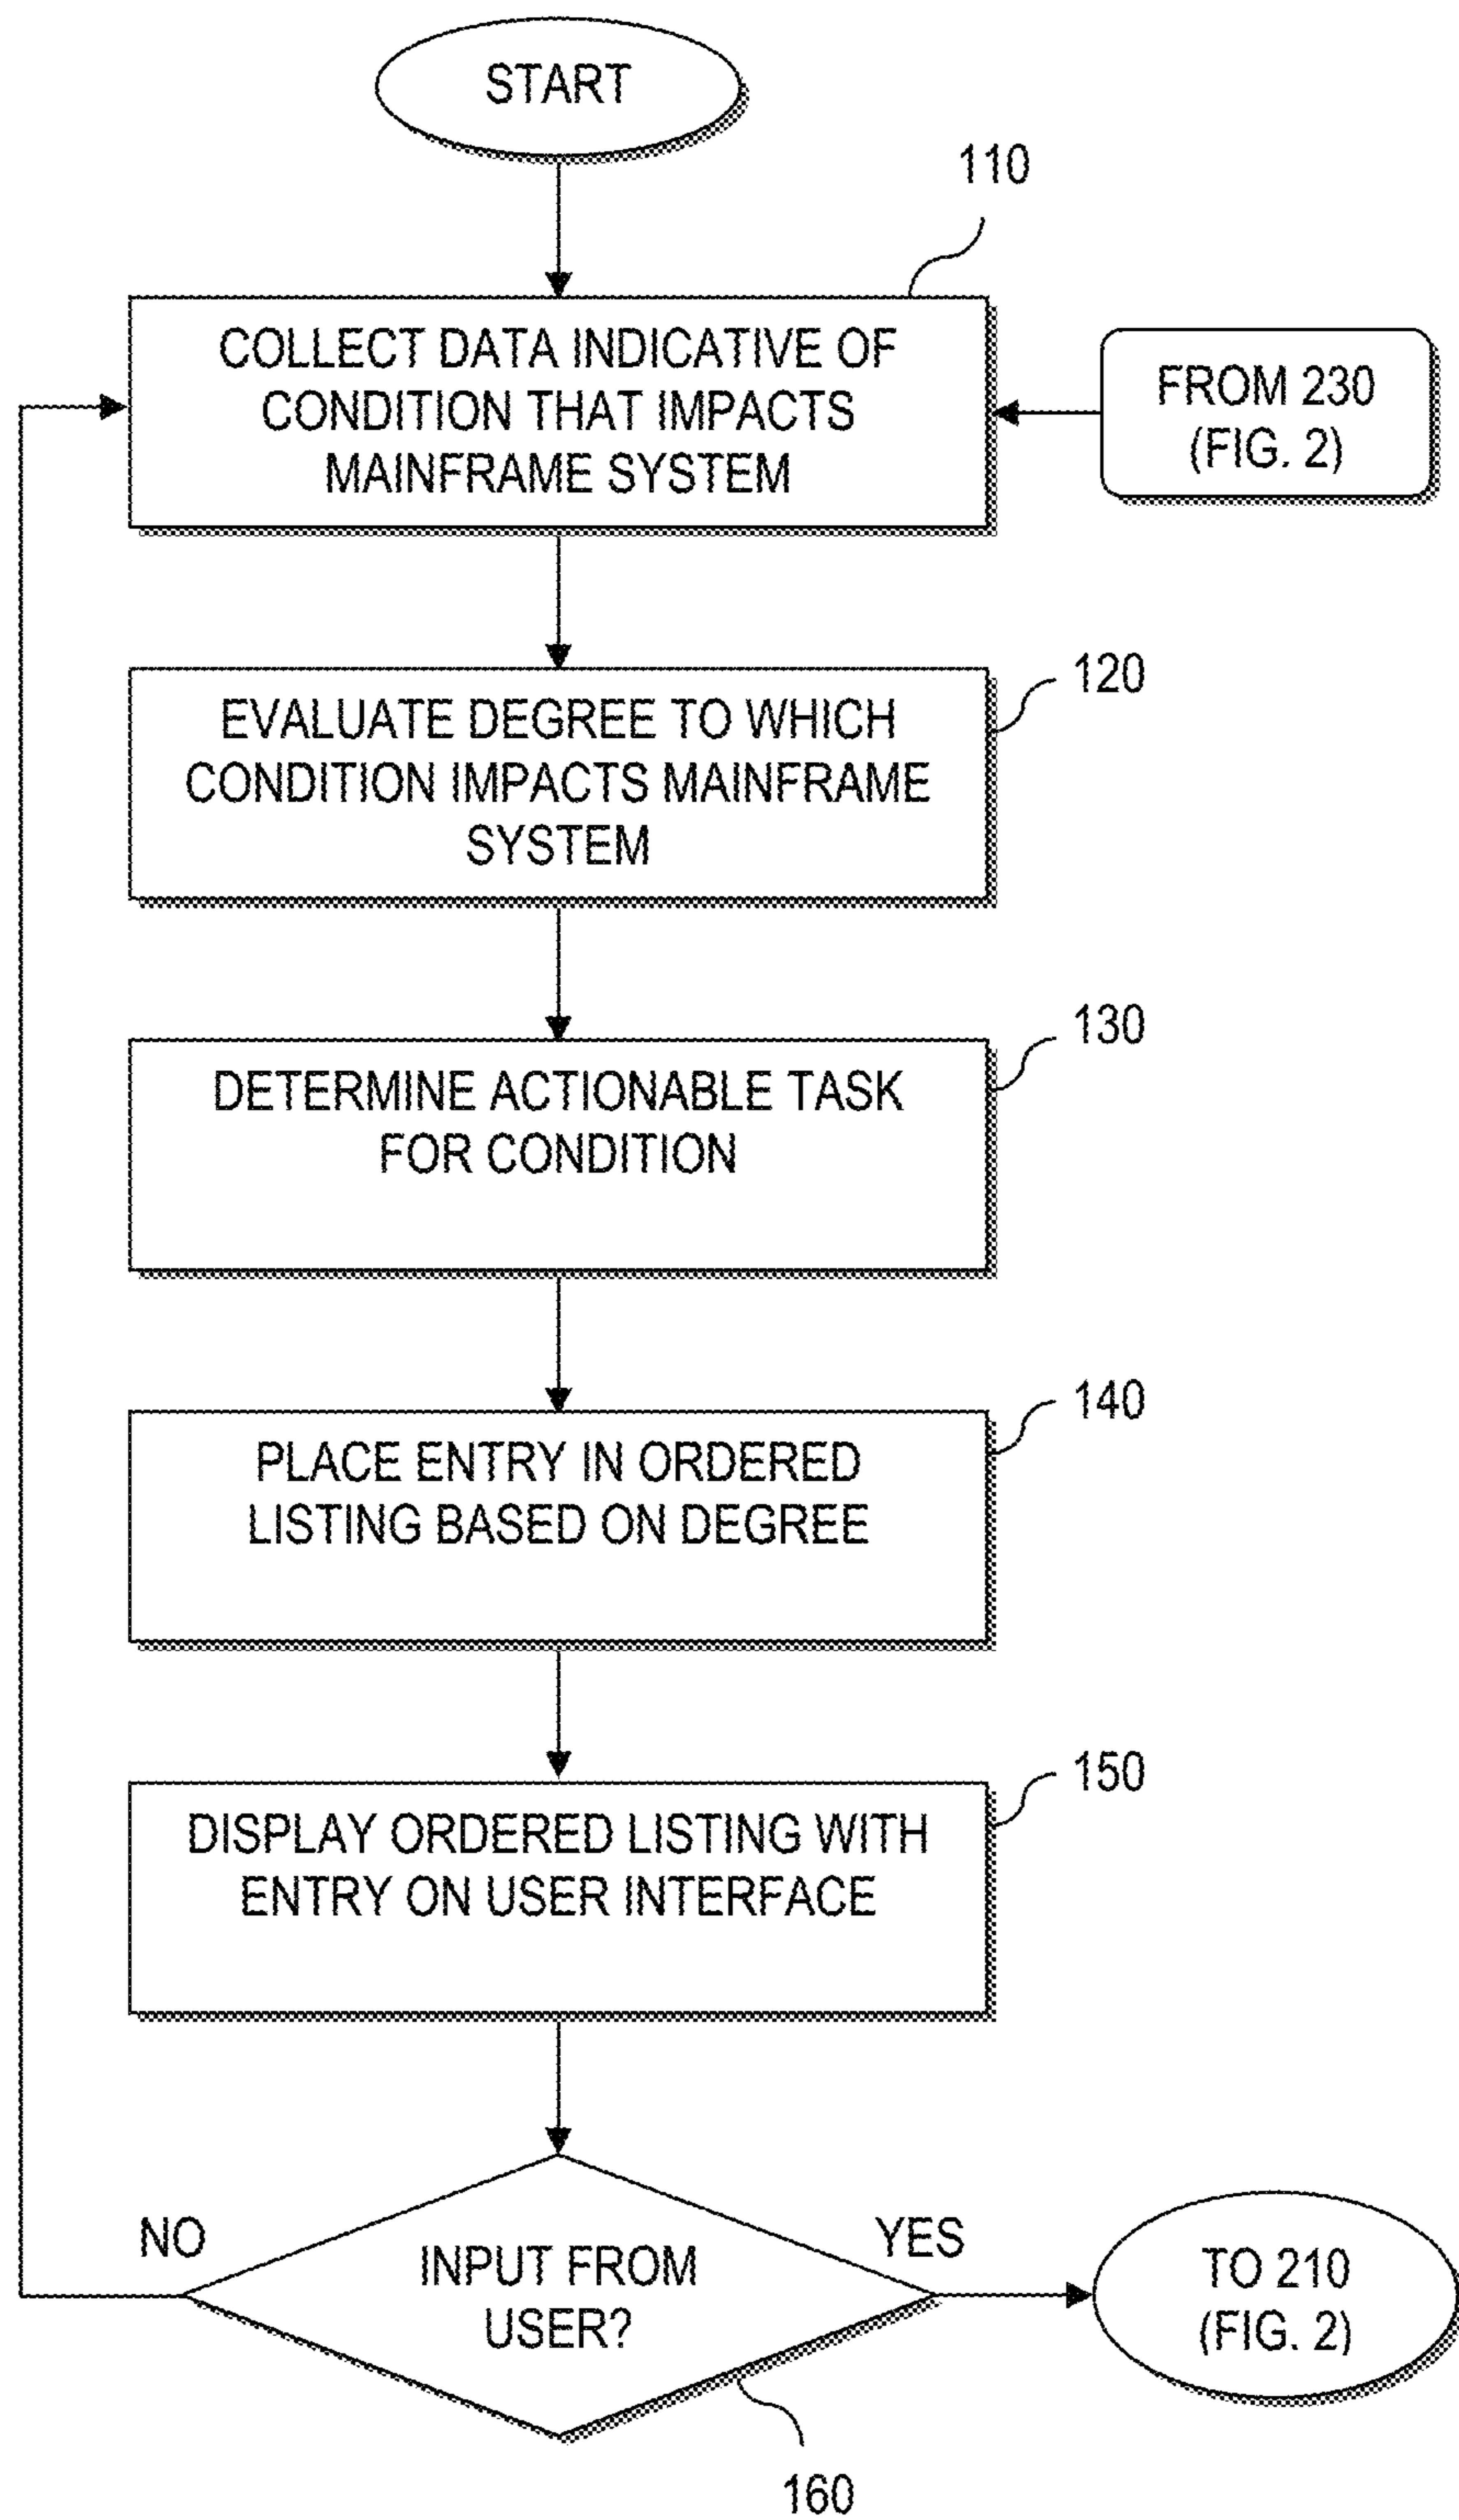 START
110
COLLECT DATA INDICATIVE OF
CONDITION THAT IMPACTS
MAINFRAME SYSTEM
FROM 230
(FIG. 2)
120
EVALUATE DEGREE TO WHICH
CONDITION IMPACTS MAINFRAME
SYSTEM
130
DETERMINE ACTIONABLE TASK
FOR CONDITION
140
PLACE ENTRY IN ORDERED
LISTING BASED ON DEGREE
150
DISPLAY ORDERED LISTING WITH
ENTRY ON USER INTERFACE
NO
INPUT FROM
USER?
YES
TO 210
(FIG. 2)
160